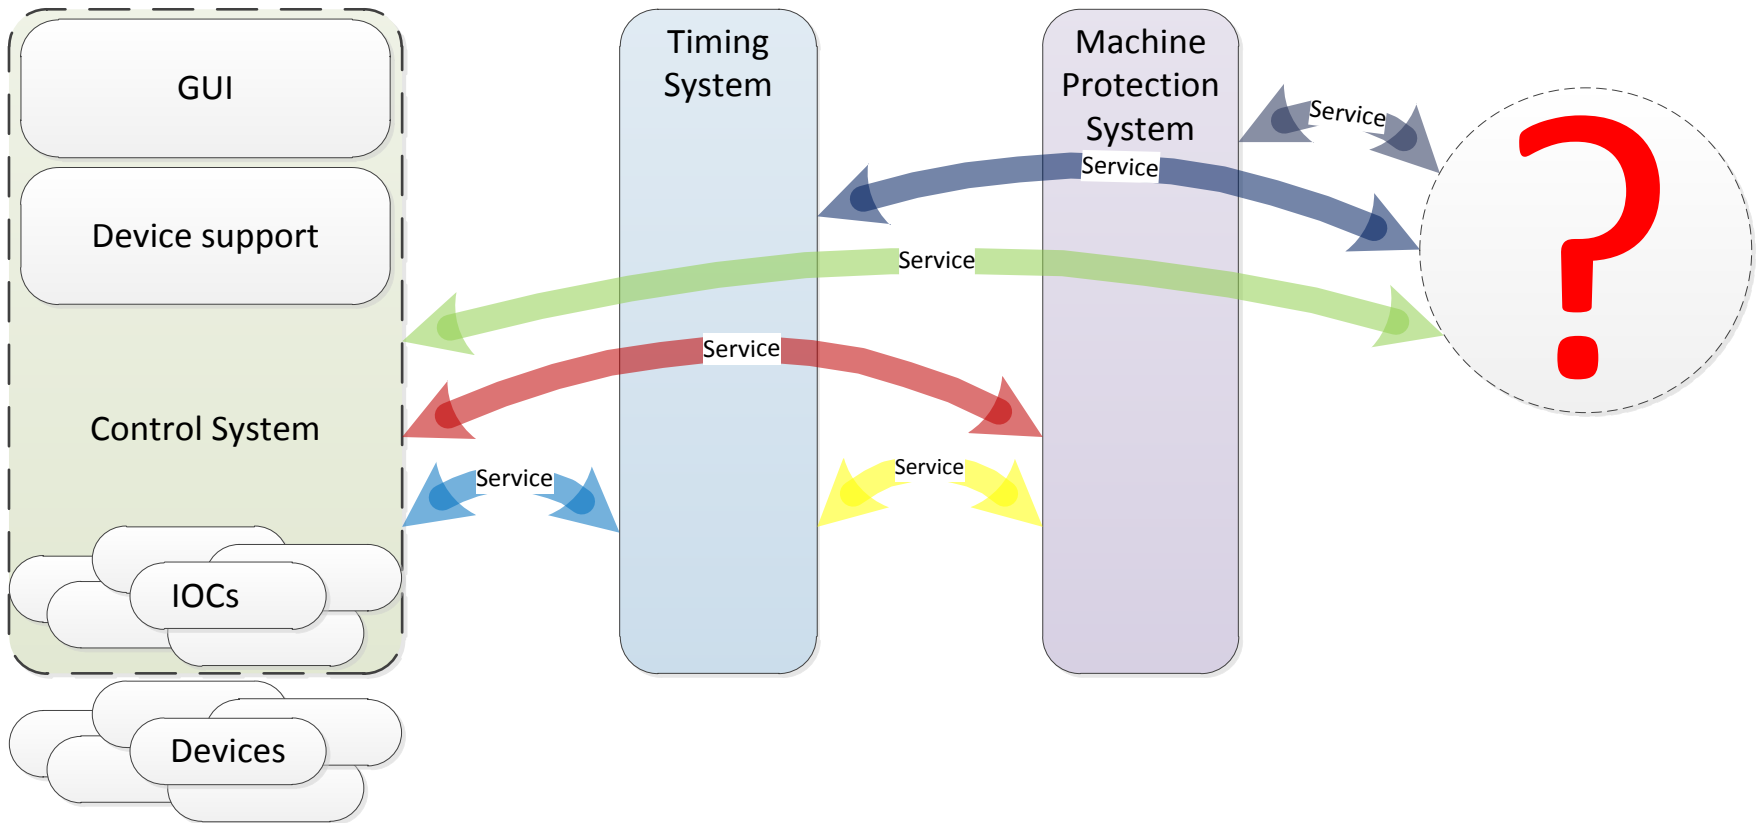 GUI
Device support
Control System
IOCs
Devices
Timing
System
Machine
Protection
System
Service
Service
Service
Service
Service
Service
?